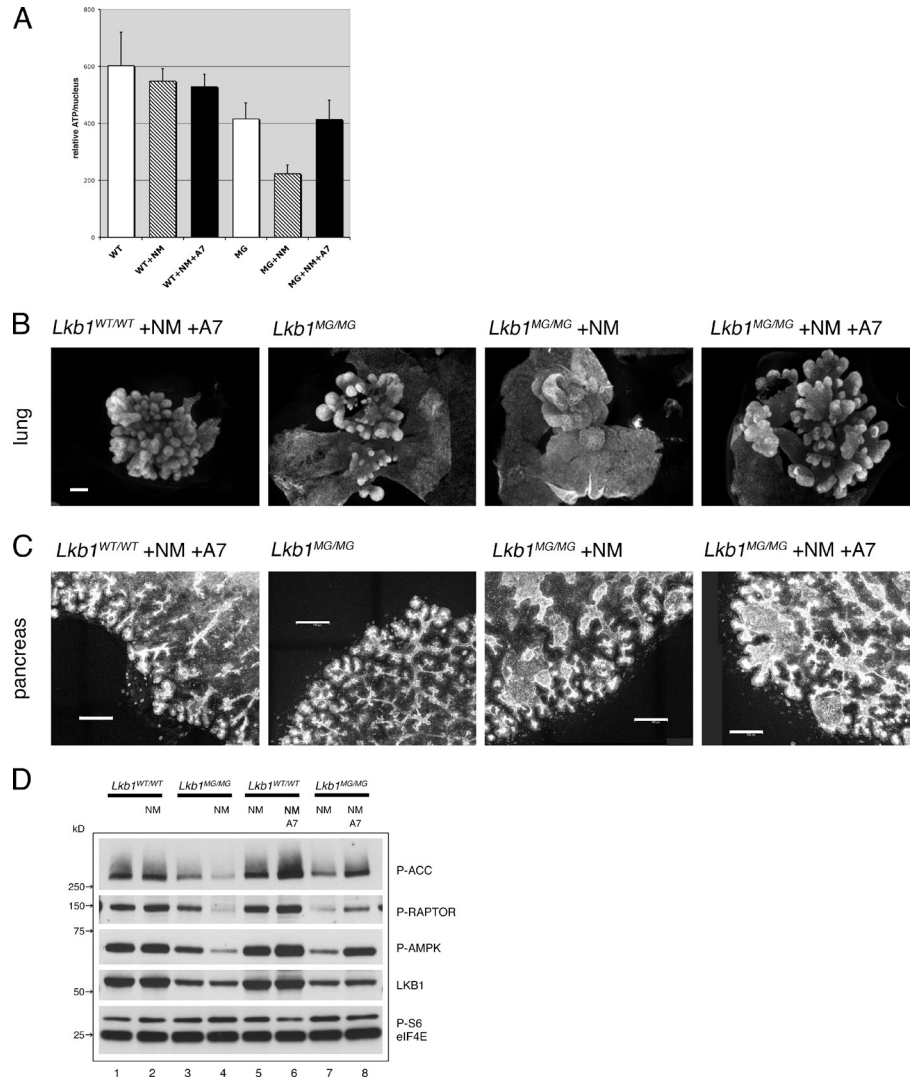 A
800
600
400
200
0
relative ATP/nucleus
WT
WT+NM
WT+NM+A7
MG
MG+NM
MG+NM+A7
B
Lkb1WT/WT +NM +A7
Lkb1MG/MG
Lkb1MG/MG +NM
Lkb1MG/MG +NM +A7
lung
C
Lkb1WT/WT +NM +A7
Lkb1MG/MG
Lkb1MG/MG +NM
Lkb1MG/MG +NM +A7
pancreas
D
Lkb1WT/WT Lkb1MG/MG Lkb1WT/WT Lkb1MG/MG
NM NM NM NM NM NM
A7 A7
kD
P-ACC
250
150
P-RAPTOR
75
P-AMPK
LKB1
50
P-S6
25 eIF4E
1 2 3 4 5 6 7 8